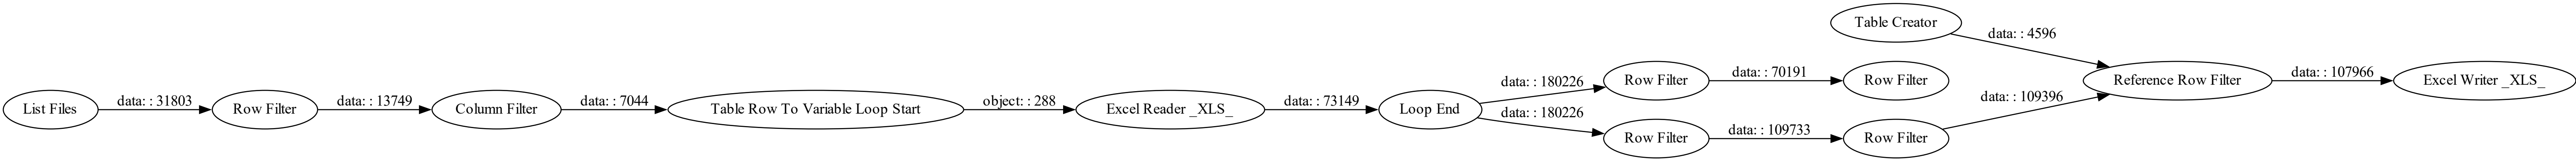 List Files
data: : 31803
Row Filter
data: : 13749
Column Filter
data: : 7044
Table Row To Variable Loop Start
object: : 288
Excel Reader _XLS_
data: : 73149
Loop End
data: : 180226
Row Filter
data: : 70191
Row Filter
data: : 180226
Row Filter
data: : 109733
Row Filter
data: : 109396
Table Creator
data: : 4596
Reference Row Filter
data: : 107966
Excel Writer _XLS_